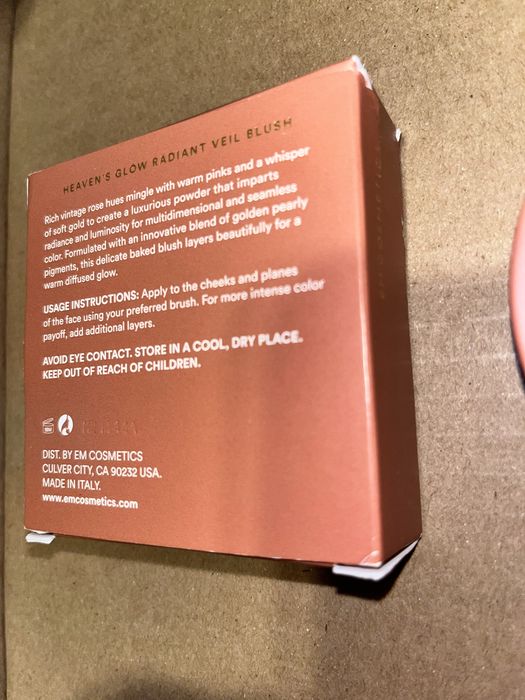 HEAVEN'S GLOW RADIANT VEIL BLUSH
Rich vintage rose hues mingle with warm pinks and a whisper
of soft gold to create a luxurious powder that imparts
radiance and luminosity for multidimensional and seamless
color. Formulated with an innovative blend of golden pearly
pigments, this delicate baked blush layers beautifully for a
warm diffused glow.
USAGE INSTRUCTIONS: Apply to the cheeks and planes
of the face using your preferred brush. For more intense color
payoff, add additional layers.
AVOID EYE CONTACT. STORE IN A COOL, DRY PLACE.
KEEP OUT OF REACH OF CHILDREN.
DIST. BY EM COSMETICS
CULVER CITY, CA 90232 USA.
MADE IN ITALY.
www.emcosmetics.com